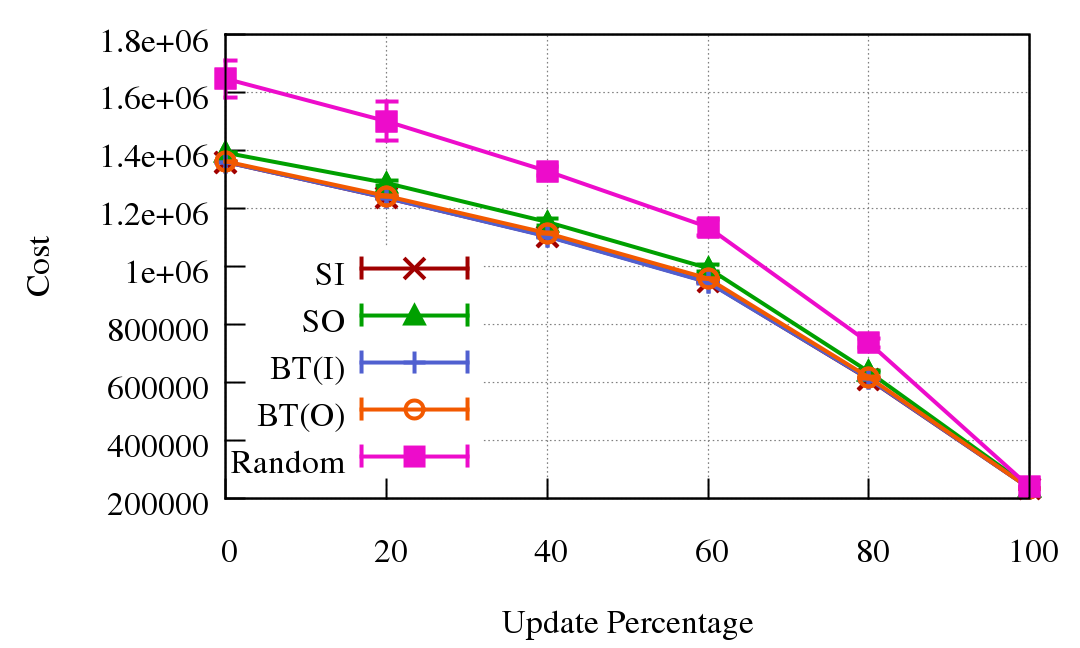 1.8e+06
1.6e+06
1.4e+06
1.2e+06
1e+06
800000
600000
400000
200000
Cost
SI
SO
BT(I)
BT(O)
Random
0 20 40 60 80 100
Update Percentage